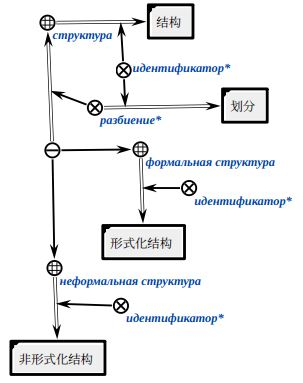 结构
структура
идентификатор*
划分
разбиение*
формальная структура
идентификатор*
形式化结构
неформальная структура
идентификатор*
非形式化结构